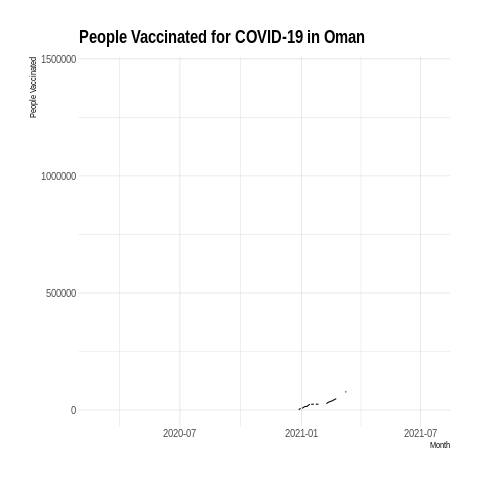 People Vaccinated for COVID-19 in Oman
People Vaccinated
1500000
1000000
500000
0
2020-07
2021-01
2021-07
Month